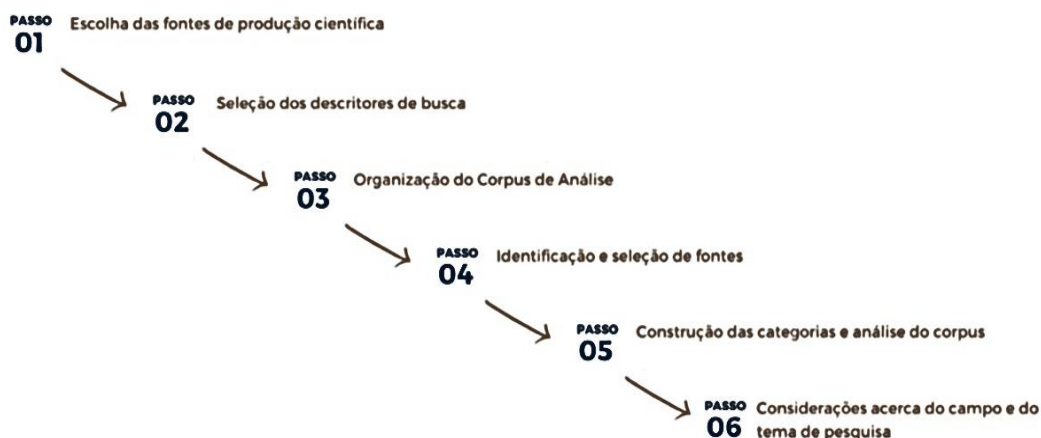 PASSO
01
Escolha das fontes de produção científica
PASSO
02
Seleção dos descritores de busca
PASSO
03
Organização do Corpus de Análise
PASSO
04
Identificação e seleção de fontes
PASSO
05
Construção das categorias e análise do corpus
PASSO
06
Considerações acerca do campo e do
tema de pesquisa